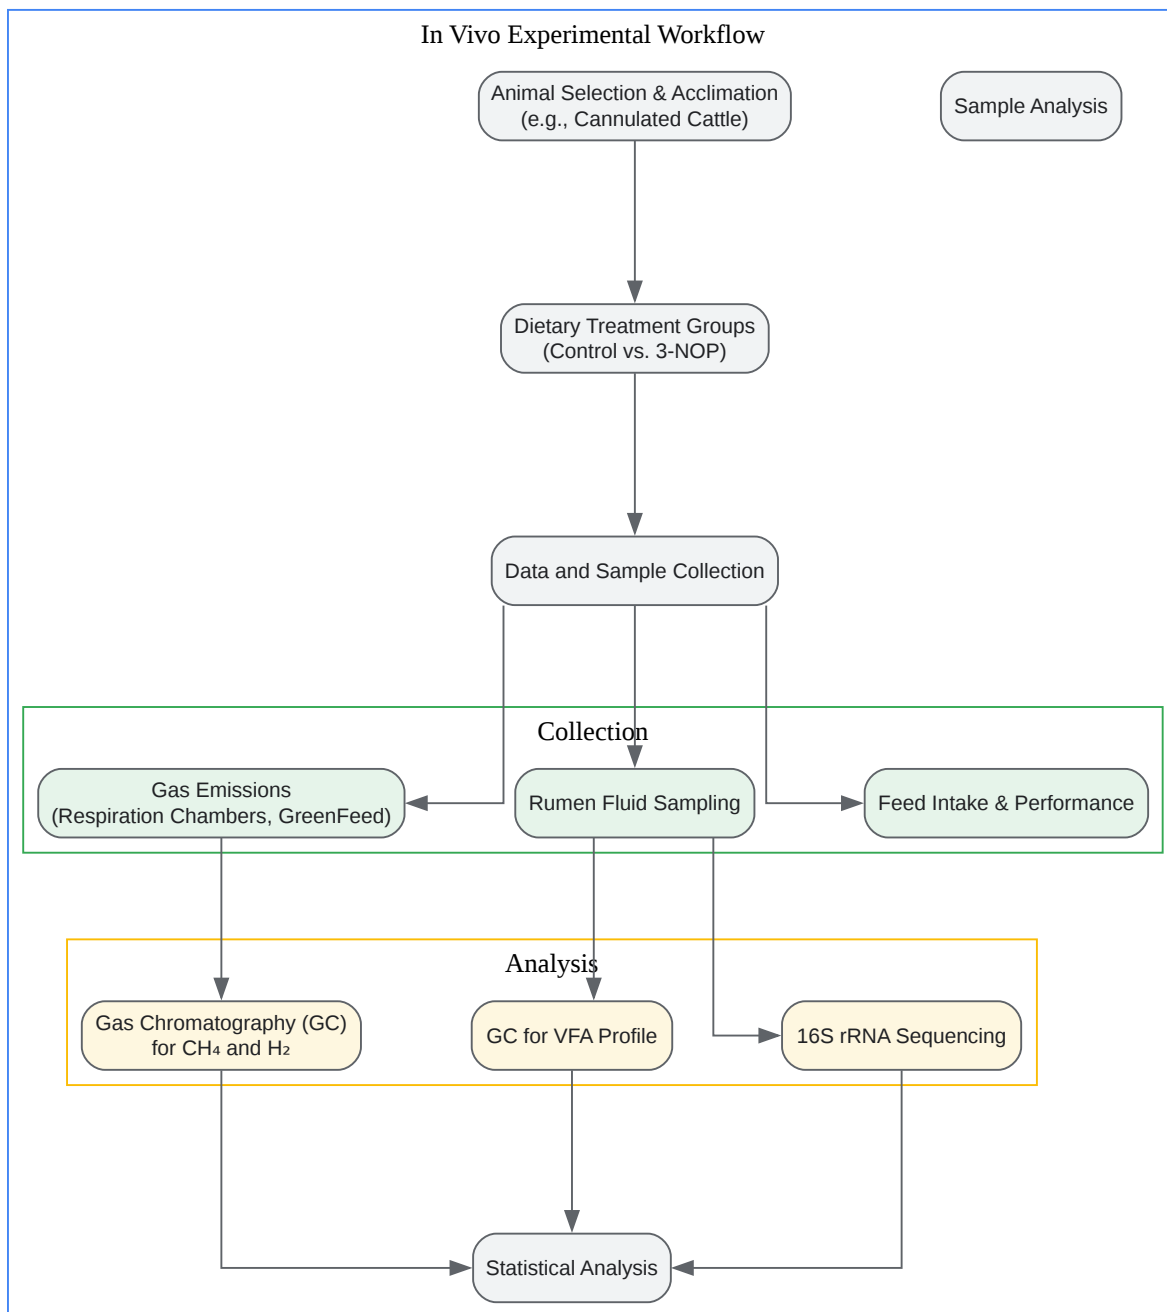 In Vivo Experimental Workflow
Animal Selection & Acclimation
(e.g., Cannulated Cattle)
Sample Analysis
Dietary Treatment Groups
(Control vs. 3-NOP)
Data and Sample Collection
Collection
Gas Emissions
(Respiration Chambers, GreenFeed)
Rumen Fluid Sampling
Feed Intake & Performance
Analysis
Gas Chromatography (GC)
for CH₄ and H₂
GC for VFA Profile
16S rRNA Sequencing
Statistical Analysis